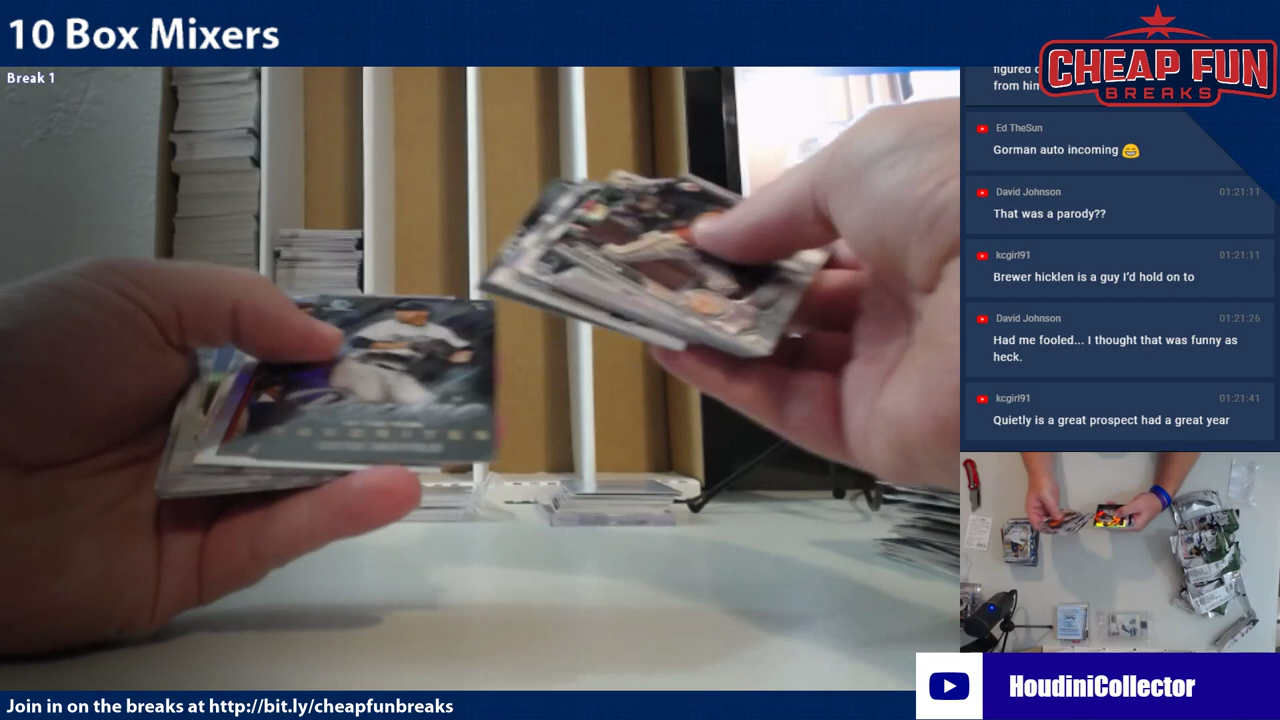 10 Box Mixers
Break 1
CHEAP FUN
BREAKS
figured
from him
Ed TheSun
Gorman auto incoming 😂
David Johnson 01:21:11
That was a parody??
kcgirl91 01:21:11
Brewer hicklen is a guy I'd hold on to
David Johnson 01:21:26
Had me fooled... I thought that was funny as
heck.
kcgirl91 01:21:41
Quietly is a great prospect had a great year
HoudiniCollector
Join in on the breaks at http://bit.ly/cheapfunbreaks